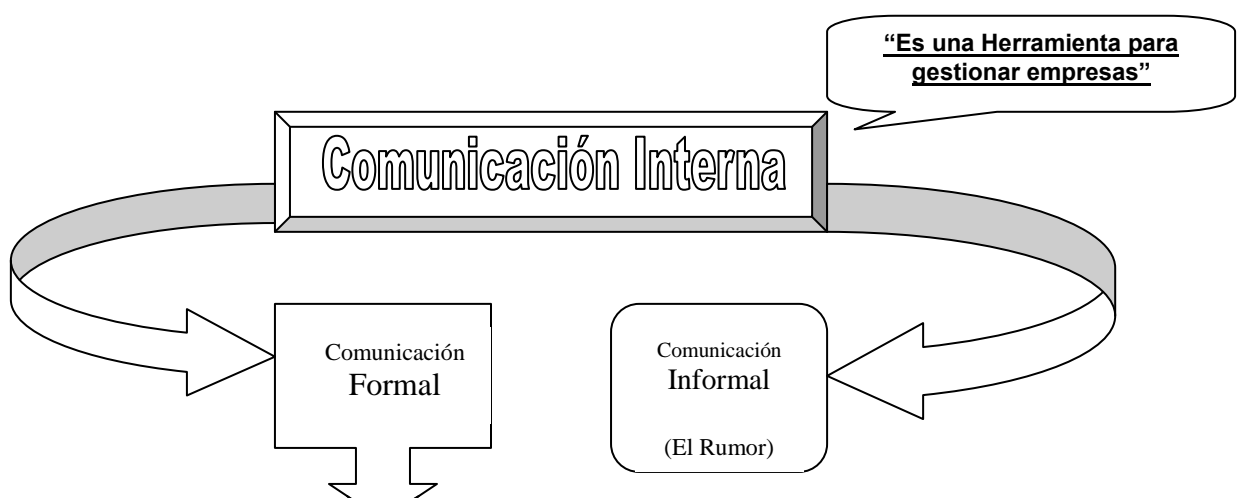 “Es una Herramienta para
gestionar empresas”
Comunicación Interna
Comunicación
Formal
Comunicación
Informal
(El Rumor)